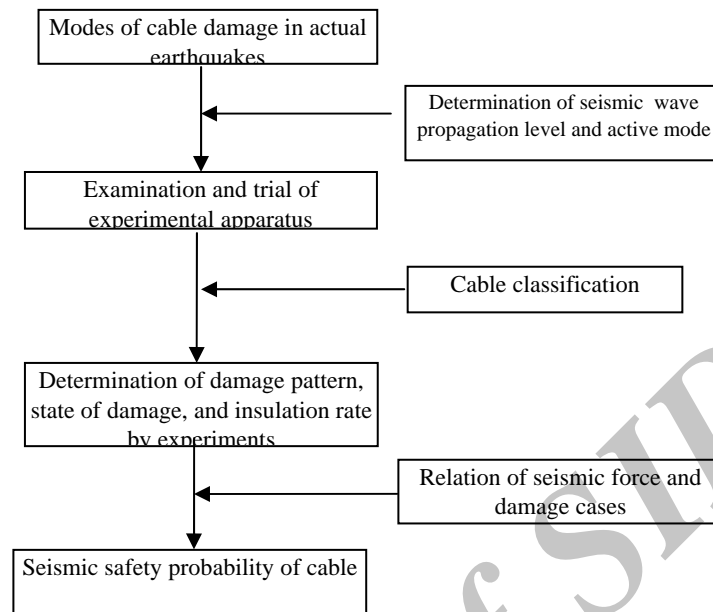 Modes of cable damage in actual
earthquakes
Determination of seismic wave
propagation level and active mode
Examination and trial of
experimental apparatus
Cable classification
Determination of damage pattern,
state of damage, and insulation rate
by experiments
Relation of seismic force and
damage cases
Seismic safety probability of cable
of SID